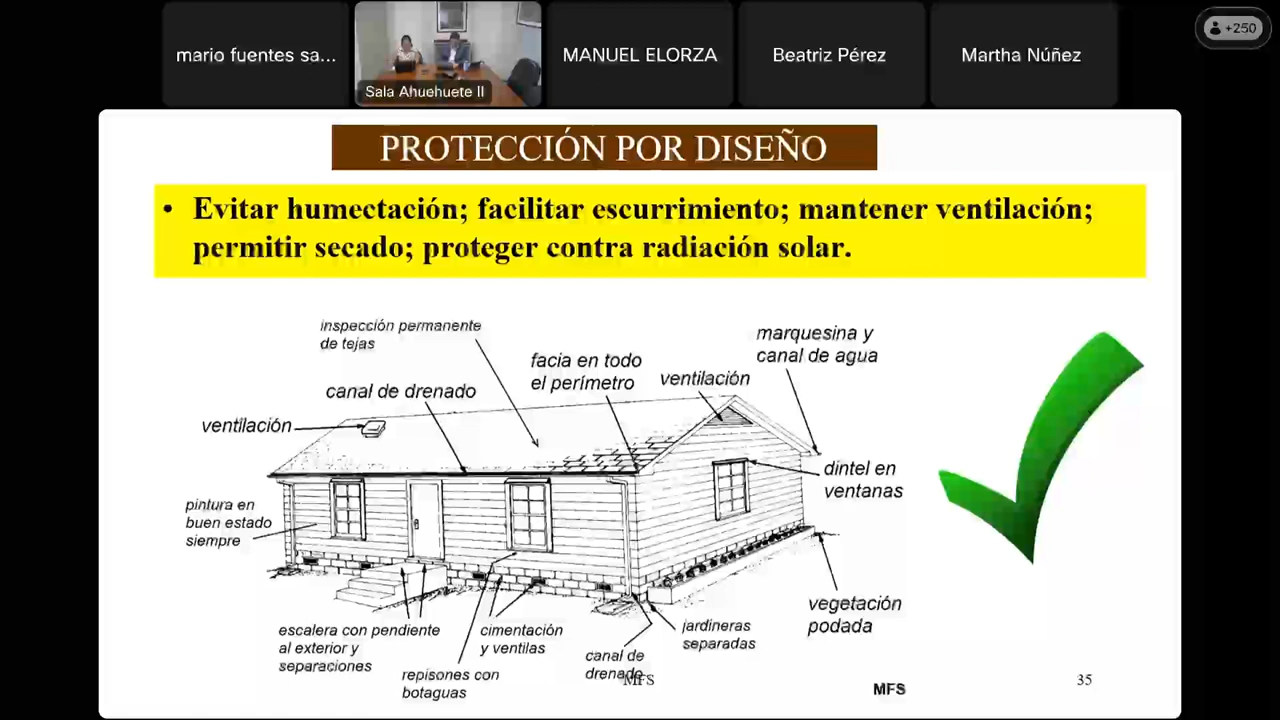 mario fuentes sa...
Sala Ahuehuete II
MANUEL ELORZA
Beatriz Pérez
Martha Núñez
+250
PROTECCIÓN POR DISEÑO
• Evitar humectación; facilitar escurrimiento; mantener ventilación;
permitir secado; proteger contra radiación solar.
inspección permanente
de tejas
facia en todo
el perímetro
marquesina y
canal de agua
ventilación
canal de drenado
ventilación
dintel en
ventanas
pintura en
buen estado
siempre
vegetación
podada
escalera con pendiente
al exterior y
separaciones
repisones con
botaguas
cimentación
y ventilas
canal de
drenado
jardineras
separadas
MFS
MFS
35